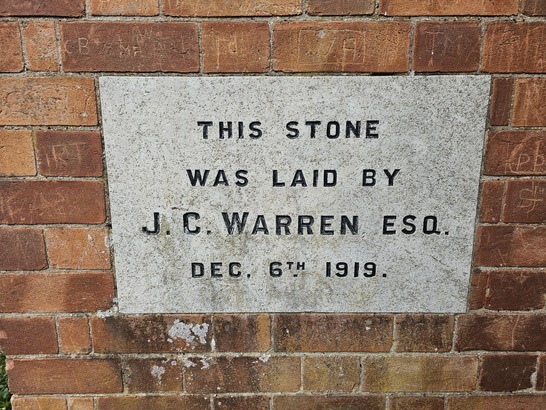 THIS STONE
WAS LAID BY
J. C. WARREN ESQ.
DEC. 6TH 1919.